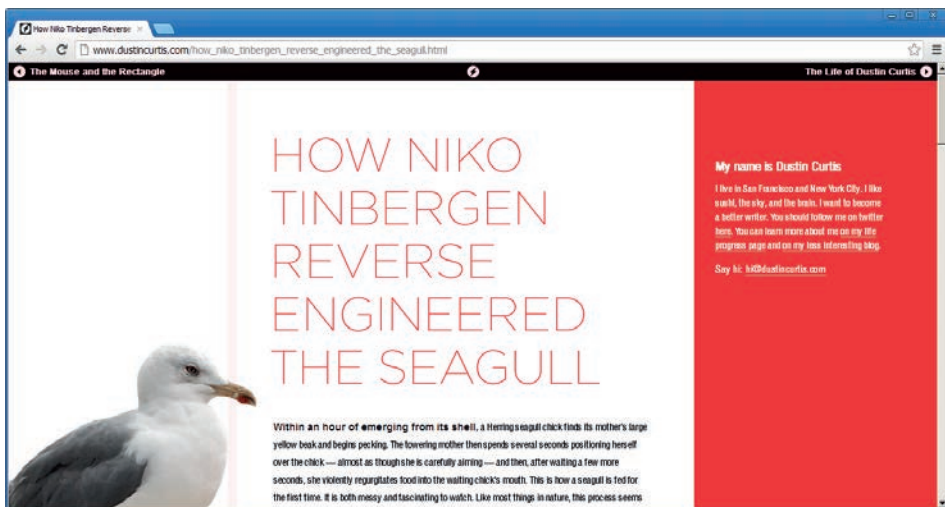 How Niko Tinbergen Reverse
www.dustincurtis.com/how_niko_tinbergen_reverse_engineered_the_seagull.html
The Mouse and the Rectangle
The Life of Dustin Curtis
HOW NIKO
TINBERGEN
REVERSE
ENGINEERED
THE SEAGULL
Within an hour of emerging from its shell, a Herring seagull chick finds its mother's large
yellow beak and begins pecking. The towering mother then spends several seconds positioning herself
over the chick — almost as though she is carefully aiming — and then, after waiting a few more
seconds, she violently regurgitates food into the waiting chick's mouth. This is how a seagull is fed for
the first time. It is both messy and fascinating to watch. Like most things in nature, this process seems
My name is Dustin Curtis
I live in San Francisco and New York City. I like
sushi, the sky, and the brain. I want to become
a better writer. You should follow me on twitter
here. You can learn more about me on my life
progress page and on my less interesting blog.
Say hi: hi@dustincurtis.com